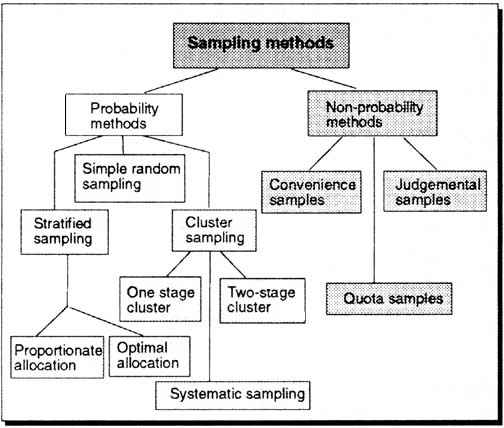 Sampling methods
Probability
methods
Non-probability
methods
Simple random
sampling
Convenience
samples
Judgemental
samples
Stratified
sampling
Cluster
sampling
One stage
cluster
Two-stage
cluster
Quota samples
Proportionate
allocation
Optimal
allocation
Systematic sampling